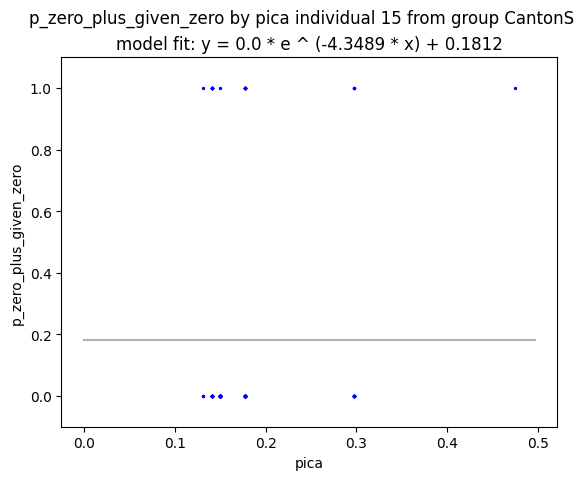 p_zero_plus_given_zero by pica individual 15 from group CantonS
model fit: y = 0.0 * e ^ (-4.3489 * x) + 0.1812
1.0
0.8
0.6
0.4
0.2
0.0
p_zero_plus_given_zero
0.0 0.1 0.2 0.3 0.4 0.5
pica